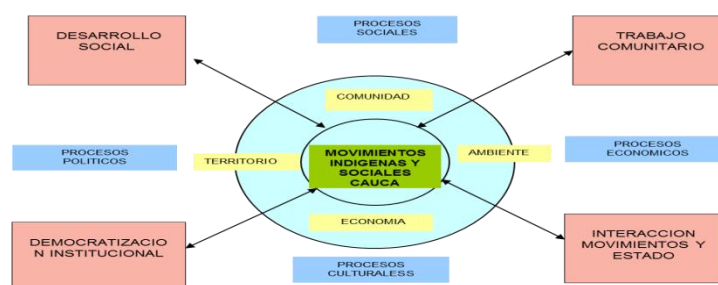 PROCESOS
SOCIALES
DESARROLLO
SOCIAL
TRABAJO
COMUNITARIO
COMUNIDAD
PROCESOS
POLITICOS
TERRITORIO
MOVIMIENTOS
INDIGENAS Y
SOCIALES
CAUCA
AMBIENTE
PROCESOS
ECONOMICOS
ECONOMIA
DEMOCRATIZACIO
N INSTITUCIONAL
INTERACCION
MOVIMIENTOS Y
ESTADO
PROCESOS
CULTURALESS